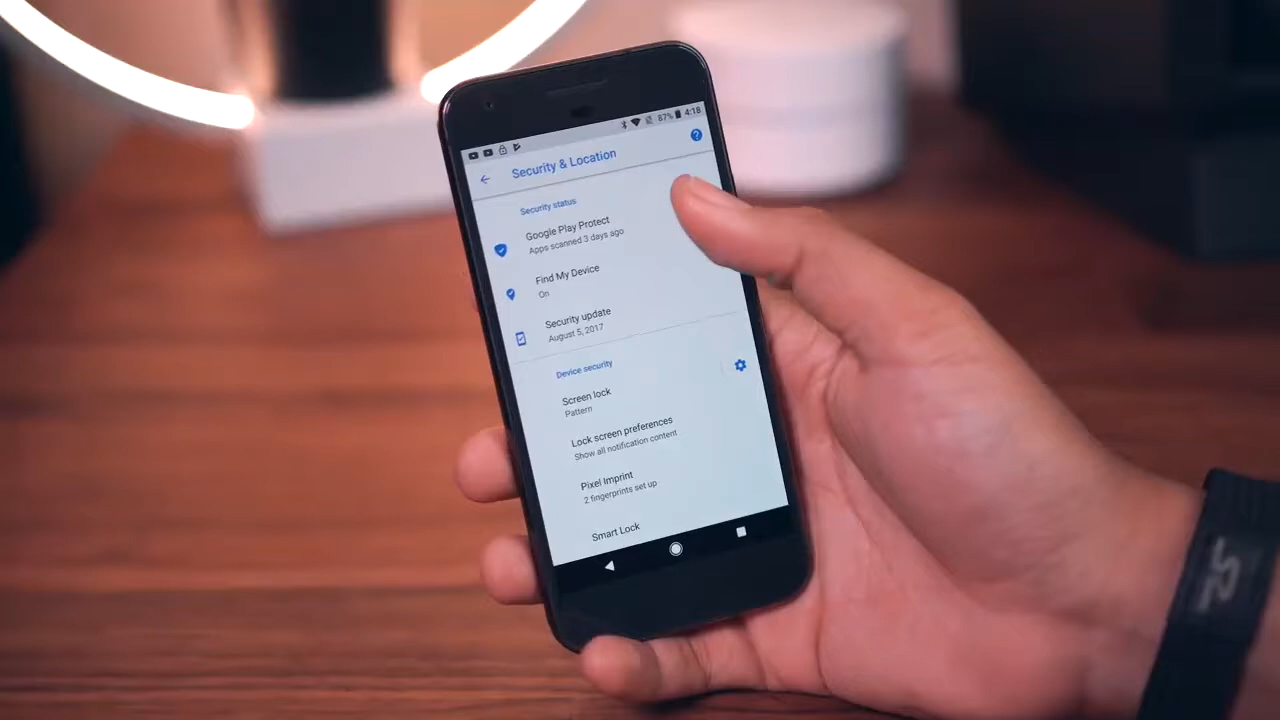 87% 4:18
Security & Location
Security status
Google Play Protect
Apps scanned 3 days ago
Find My Device
On
Security update
August 5, 2017
Device security
Screen lock
Pattern
Lock screen preferences
Show all notification content
Pixel Imprint
2 fingerprints set up
Smart Lock